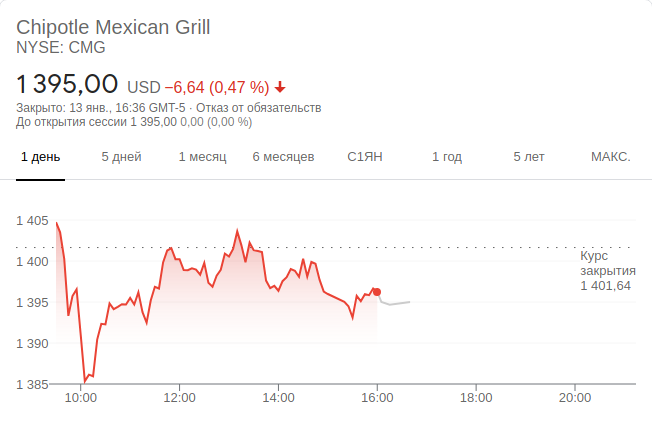 Chipotle Mexican Grill
NYSE: CMG
1 395,00 USD −6,64 (0,47 %)
Закрыто: 13 янв., 16:36 GMT-5 · Отказ от обязательств
До открытия сессии 1 395,00 0,00 (0,00 %)
1 день 5 дней 1 месяц 6 месяцев С1ЯН 1 год 5 лет МАКС.
1 405
1 400
1 395
1 390
1 385
Курс
закрытия
1 401,64
10:00 12:00 14:00 16:00 18:00 20:00